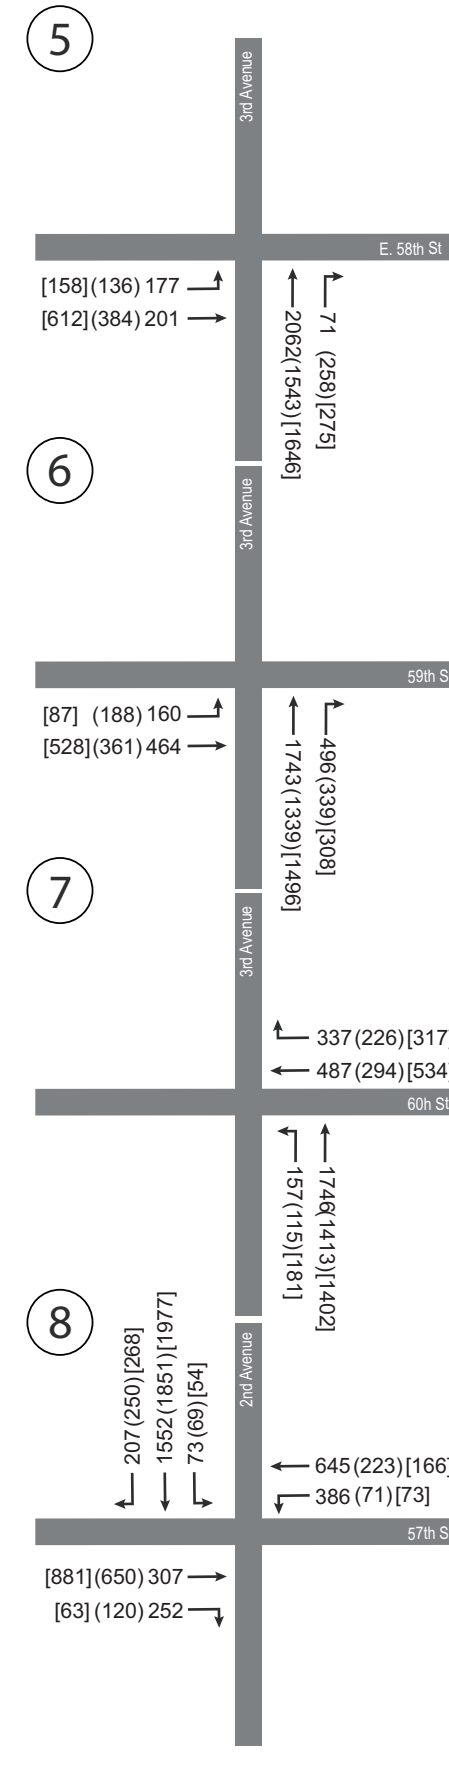 5
3rd Avenue
E. 58th St
[158](136) 177
[612](384) 201
2062(1543)[1646]
71 (258)[275]
6
3rd Avenue
59th S
[87] (188) 160
[528](361) 464
1743(1339)[1496]
496(339)[308]
7
3rd Avenue
337(226)[317]
487(294)[534]
60h St
157(115)[181]
1746(1413)[1402]
8
207(250)[268]
1552(1851)[1977]
73(69)[54]
2nd Avenue
645(223)[166]
386(71)[73]
57th S
[881](650) 307
[63](120) 252